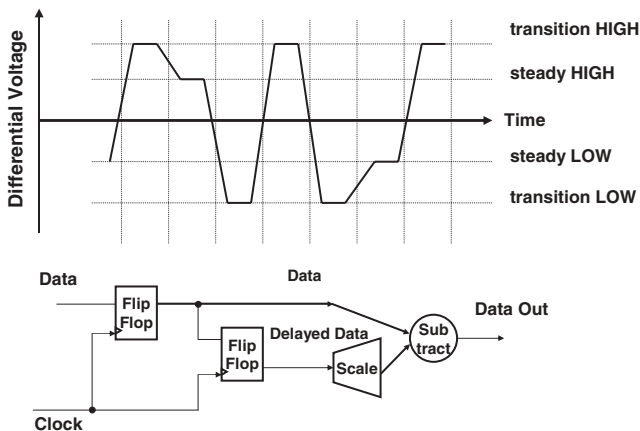 Differential Voltage
transition HIGH
steady HIGH
Time
steady LOW
transition LOW
Data
Data
Flip
Flop
Delayed Data
Flip
Flop
Scale
Sub
tract
Data Out
Clock